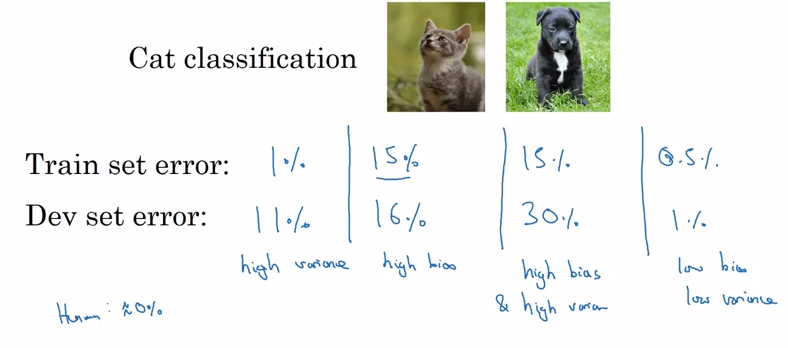 Cat classification
Train set error: 1% 15% 15% 0.5%
Dev set error: 11% 16% 30% 1%
high variance high bias high bias low bias
& high varian low variance
Human: ≈0%